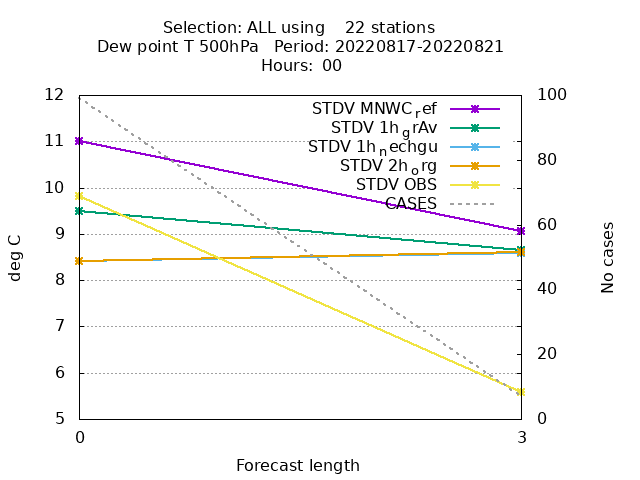 Selection: ALL using    22 stations
Dew point T 500hPa   Period: 20220817-20220821
Hours: 00
12
11
10
9
8
7
6
5
100
80
60
40
20
0
STDV MNWC_ref
STDV 1h_grAv
STDV 1h_nechgu
STDV 2h_org
STDV OBS
CASES
deg C
No cases
0
3
Forecast length